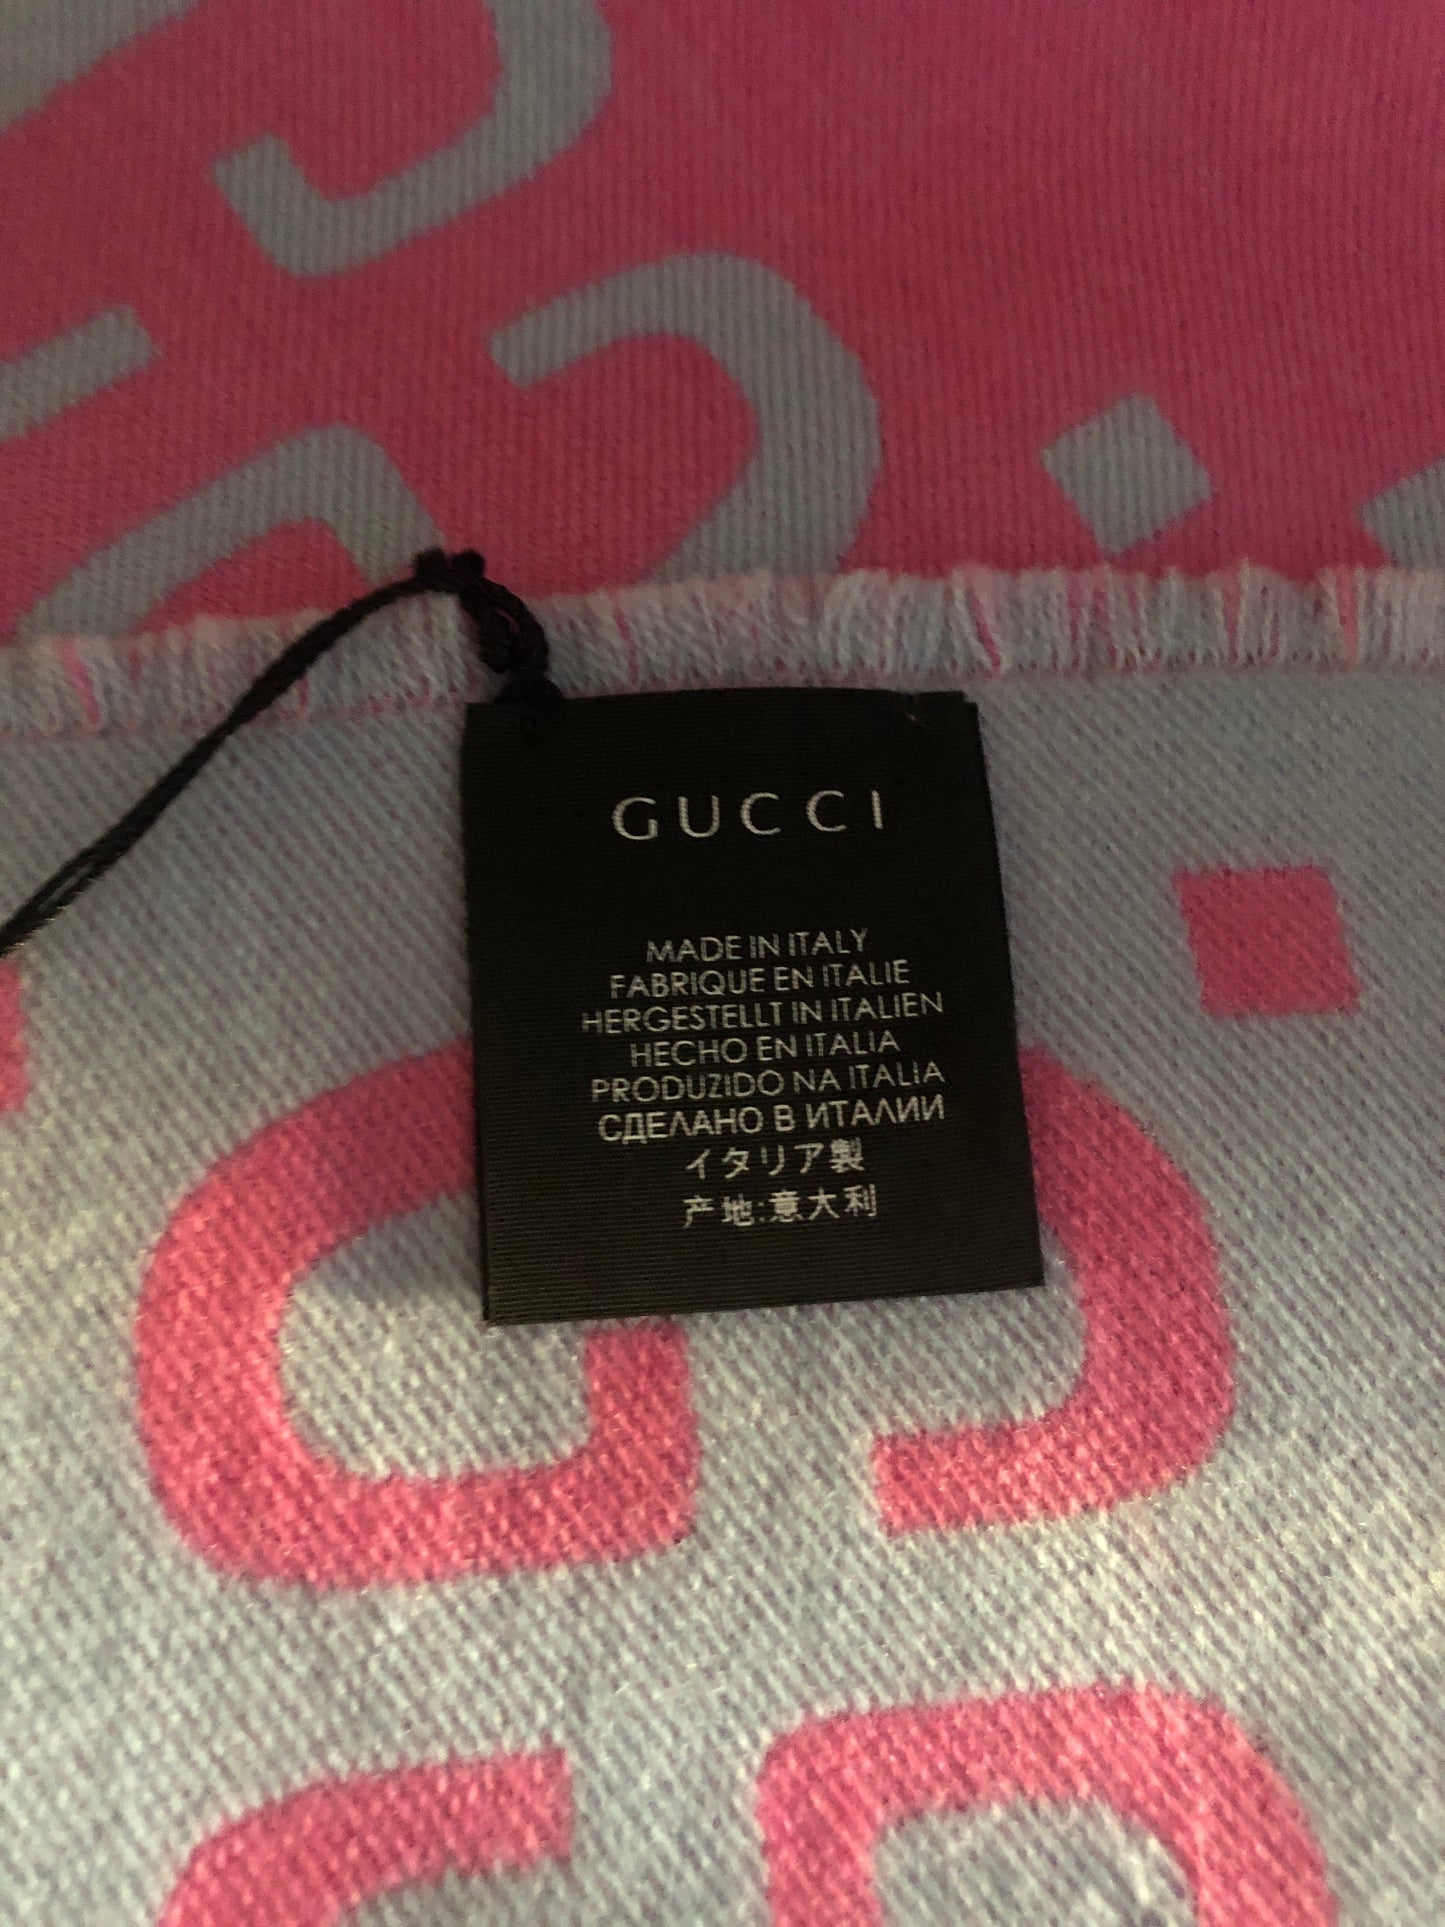 GUCCI
MADE IN ITALY
FABRIQUE EN ITALIE
HERGESTELLT IN ITALIEN
HECHO EN ITALIA
PRODUZIDO NA ITALIA
СДЕЛАНО В ИТАЛИИ
イタリア製
产地:意大利